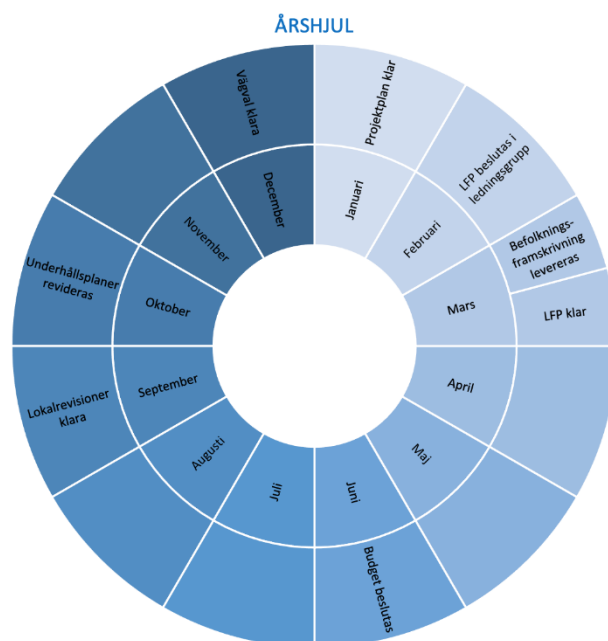 ÅRSHJUL
Projektplan klar
Januari
LFP beslutas i
ledningsgrupp
Februari
Befolknings-
framskrivning
levereras
LFP klar
Mars
April
Maj
Budget beslutas
Juni
Juli
Augusti
Lokalrevisioner
klara
September
Underhållsplaner
revideras
Oktober
November
Vägval klara
December